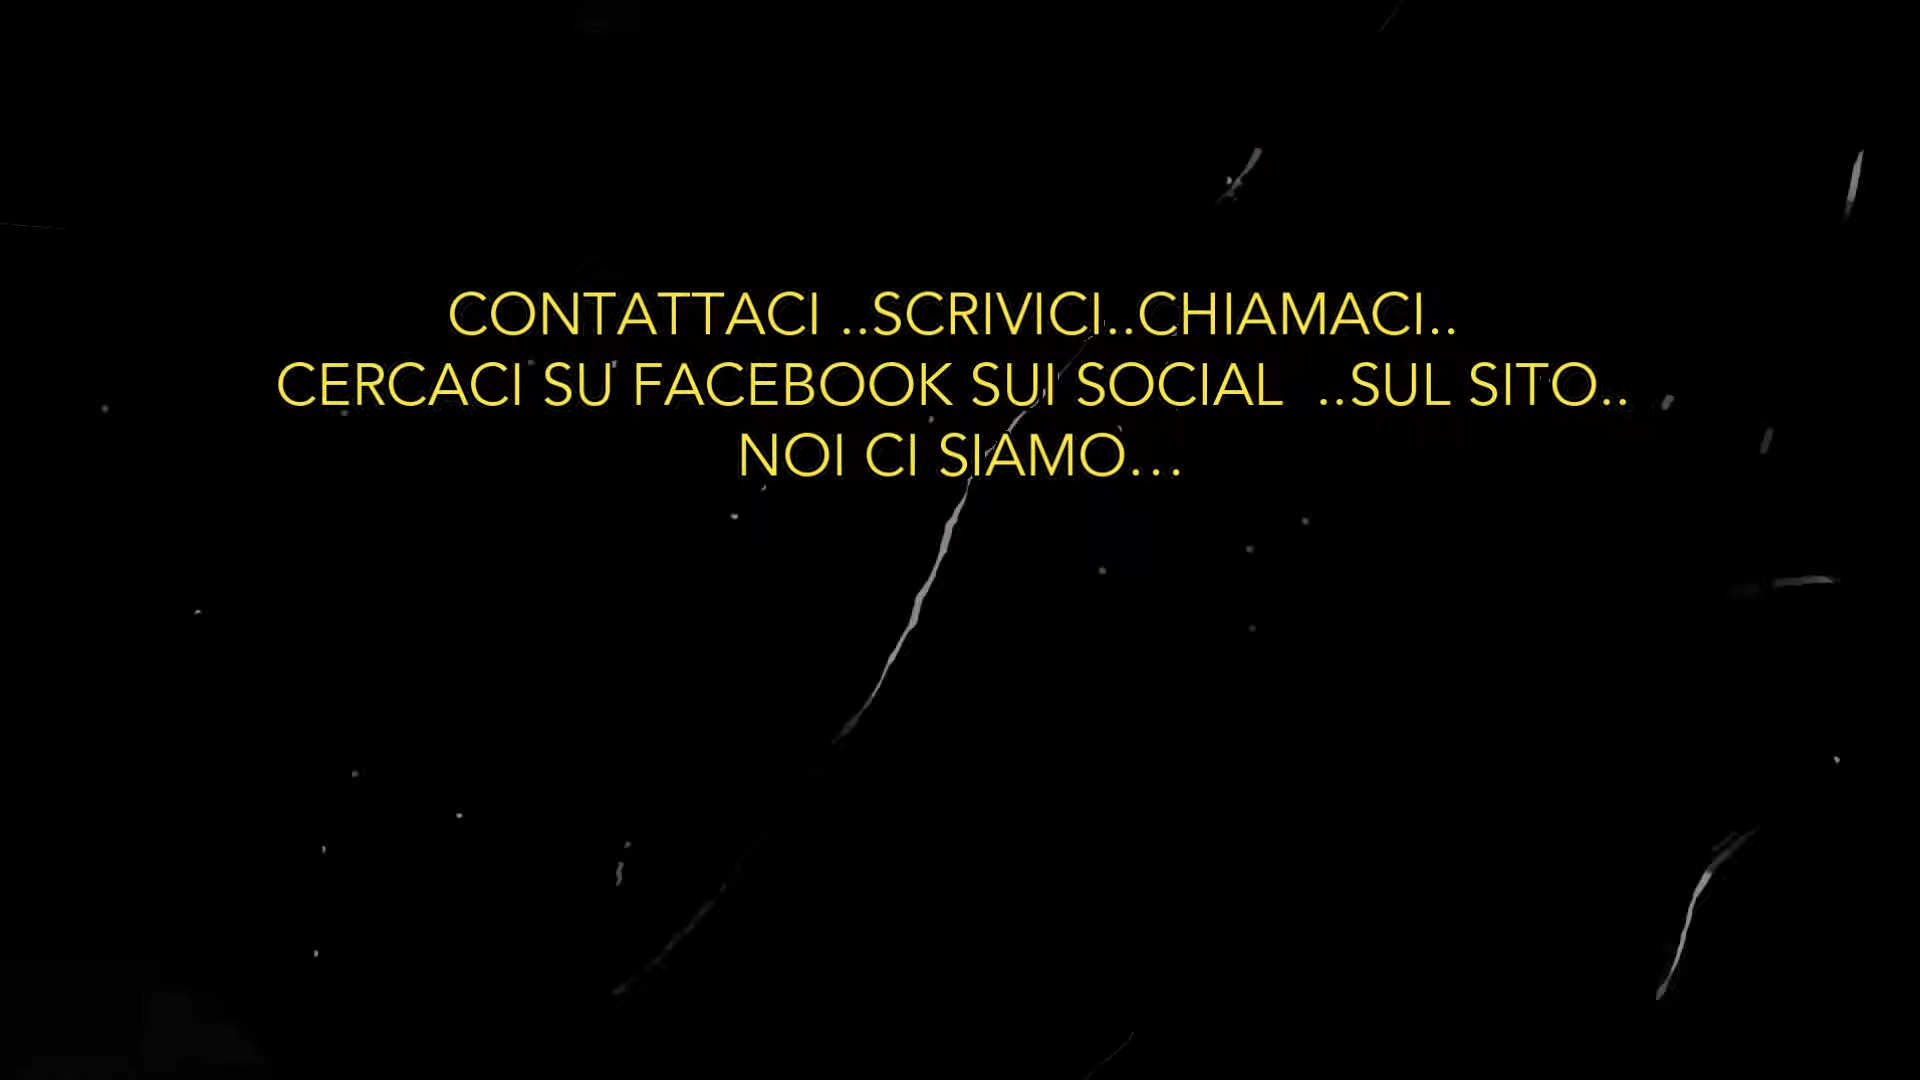 CONTATTACI ..SCRIVICI..CHIAMACI..
CERCACI SU FACEBOOK SUI SOCIAL  ..SUL SITO..
NOI CI SIAMO...